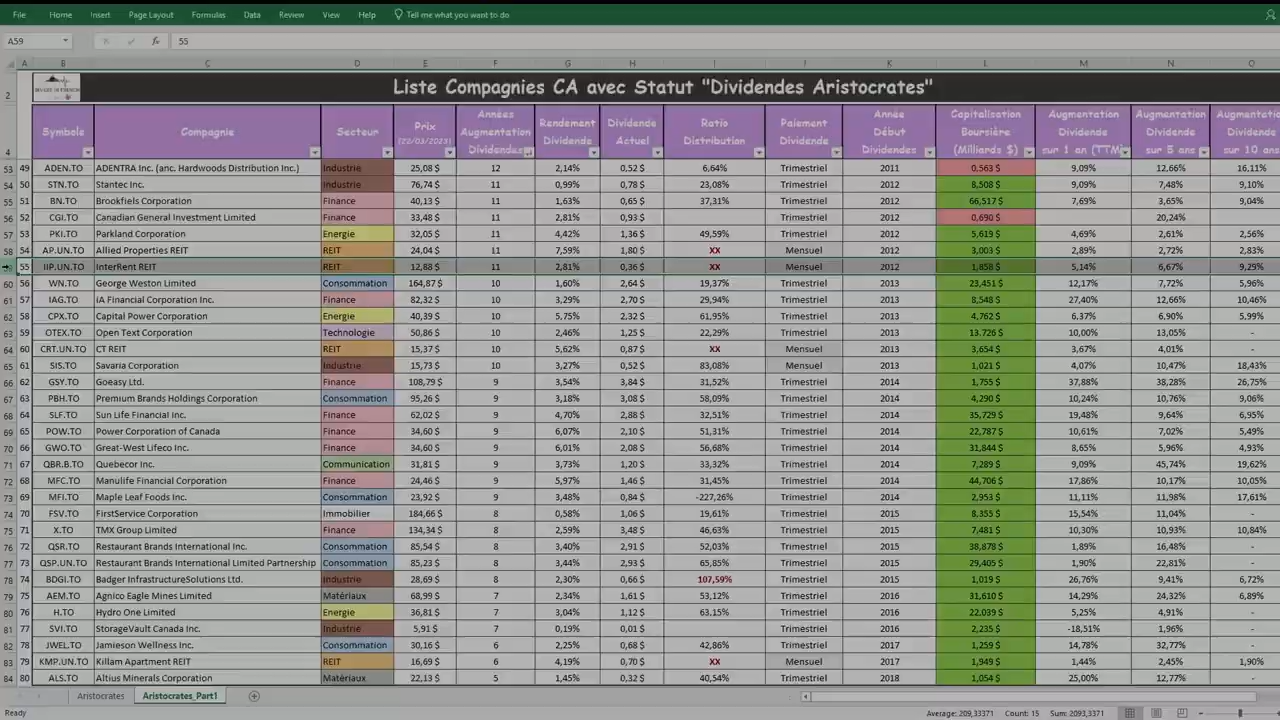 File Home Insert Page Layout Formulas Data Review View Help Tell me what you want to do
A59 fx 55
A B C D E F G H I J K L M N O
2 Liste Compagnies CA avec Statut "Dividendes Aristocrates"
4 Symbole Compagnie Secteur Prix (22/03/2023) Années Augmentation Dividendes Rendement Dividende Dividende Actuel Ratio Distribution Paiement Dividende Année Début Dividendes Capitalisation Boursière (Milliards $) Augmentation Dividende sur 1 an (TTM) Augmentation Dividende sur 5 ans Augmentatio Dividende sur 10 ans
53 49 ADEN.TO ADENTRA Inc. (anc. Hardwoods Distribution Inc.) Industrie 25,08 $ 12 2,14% 0,52 $ 6,64% Trimestriel 2011 0,563 $ 9,09% 12,66% 16,11%
54 50 STN.TO Stantec Inc. Industrie 76,74 $ 11 0,99% 0,78 $ 23,08% Trimestriel 2012 8,508 $ 9,09% 7,48% 9,10%
55 51 BN.TO Brookfiels Corporation Finance 40,13 $ 11 1,63% 0,65 $ 37,31% Trimestriel 2012 66,517 $ 7,69% 3,65% 9,04%
56 52 CGI.TO Canadian General Investment Limited Finance 33,48 $ 11 2,81% 0,93 $ Trimestriel 2012 0,690 $ 20,24%
57 53 PKI.TO Parkland Corporation Energie 32,05 $ 11 4,42% 1,36 $ 49,59% Trimestriel 2012 5,619 $ 4,69% 2,61% 2,56%
58 54 AP.UN.TO Allied Properties REIT REIT 24,04 $ 11 7,59% 1,80 $ XX Mensuel 2012 3,003 $ 2,89% 2,72% 2,83%
55 IIP.UN.TO InterRent REIT REIT 12,88 $ 11 2,81% 0,36 $ XX Mensuel 2012 1,858 $ 5,14% 6,67% 9,29%
60 56 WN.TO George Weston Limited Consommation 164,87 $ 11 1,60% 2,64 $ 19,37% Trimestriel 2013 23,451 $ 12,17% 7,72% 5,96%
61 57 IAG.TO iA Financial Corporation Inc. Finance 82,32 $ 10 3,29% 2,70 $ 29,94% Trimestriel 2013 8,548 $ 27,40% 12,66% 10,46%
62 58 CPX.TO Capital Power Corporation Energie 40,39 $ 10 5,75% 2,32 $ 61,95% Trimestriel 2013 4,762 $ 6,37% 6,90% 5,99%
63 59 OTEX.TO Open Text Corporation Technologie 50,86 $ 10 2,46% 1,25 $ 22,29% Trimestriel 2013 13.726 $ 10,00% 13,05% -
64 60 CRT.UN.TO CT REIT REIT 15,37 $ 10 5,62% 0,87 $ XX Mensuel 2013 3,654 $ 3,67% 4,01% -
65 61 SIS.TO Savaria Corporation Industrie 15,73 $ 10 3,27% 0,52 $ 83,08% Mensuel 2013 1,021 $ 4,07% 10,47% 18,43%
66 62 GSY.TO Goeasy Ltd. Finance 108,79 $ 9 3,54% 3,84 $ 31,52% Trimestriel 2014 1,755 $ 37,88% 38,28% 26,75%
67 63 PBH.TO Premium Brands Holdings Corporation Consommation 95,26 $ 9 3,10% 3,08 $ 58,09% Trimestriel 2014 4,290 $ 10,24% 10,76% 9,06%
68 64 SLF.TO Sun Life Financial Inc. Finance 62,02 $ 9 4,70% 2,88 $ 32,51% Trimestriel 2014 35,729 $ 19,48% 9,64% 6,95%
69 65 POW.TO Power Corporation of Canada Finance 34,60 $ 9 6,07% 2,10 $ 51,31% Trimestriel 2014 22,787 $ 10,61% 7,02% 5,49%
70 66 GWO.TO Great-West Lifeco Inc. Finance 34,60 $ 9 6,01% 2,08 $ 56,68% Trimestriel 2014 31,844 $ 8,65% 5,96% 4,93%
71 67 QBR.B.TO Quebecor Inc. Communication 31,81 $ 9 3,73% 1,20 $ 33,32% Trimestriel 2014 7,289 $ 9,09% 45,74% 19,62%
72 68 MFC.TO Manulife Financial Corporation Finance 24,46 $ 9 5,97% 1,46 $ 31,45% Trimestriel 2014 44,706 $ 17,86% 10,17% 10,05%
73 69 MFI.TO Maple Leaf Foods Inc. Consommation 23,92 $ 9 3,48% 0,84 $ -227,26% Trimestriel 2014 2,953 $ 11,11% 11,98% 17,61%
74 70 FSV.TO FirstService Corporation Immobilier 184,66 $ 8 0,58% 1,06 $ 19,61% Trimestriel 2015 8.355 $ 15,54% 11,04% -
75 71 X.TO TMX Group Limited Finance 134,34 $ 8 2,59% 3,48 $ 46,63% Trimestriel 2015 7,481 $ 10,30% 10,93% 10,84%
76 72 QSR.TO Restaurant Brands International Inc. Consommation 85,54 $ 8 3,40% 2,91 $ 52,03% Trimestriel 2015 38,878 $ 1,89% 16,48% -
77 73 QSP.UN.TO Restaurant Brands International Limited Partnership Consommation 85,23 $ 8 3,44% 2,93 $ 65,85% Trimestriel 2015 29,405 $ 1,90% 22,81% -
78 74 BDGI.TO Badger InfrastructureSolutions Ltd. Industrie 28,69 $ 8 2,30% 0,66 $ 107,59% Trimestriel 2015 1,019 $ 26,76% 9,41% 6,72%
79 75 AEM.TO Agnico Eagle Mines Limited Matériaux 68,99 $ 7 2,34% 1,61 $ 53,12% Trimestriel 2016 31,610 $ 14,29% 24,32% 6,89%
80 76 H.TO Hydro One Limited Energie 36,81 $ 7 3,04% 1,12 $ 63,15% Trimestriel 2016 22,039 $ 5,25% 4,91% -
81 77 SVI.TO StorageVault Canada Inc. Industrie 5,91 $ 7 0,19% 0,01 $ Trimestriel 2016 2,235 $ -18,51% 1,96% -
82 78 JWEL.TO Jamieson Wellness Inc. Consommation 30,16 $ 6 2,25% 0,68 $ 42,86% Trimestriel 2017 1,259 $ 14,78% 32,77% -
83 79 KMP.UN.TO Killam Apartment REIT REIT 16,69 $ 6 4,19% 0,70 $ XX Mensuel 2017 1,949 $ 1,44% 2,45% 1,90%
84 80 ALS.TO Altius Minerals Corporation Matériaux 22,13 $ 5 1,45% 0,32 $ 40,54% Trimestriel 2018 1,054 $ 25,00% 12,77% -
Aristocrates Aristocrates_Part1
Ready Average: 209,33371 Count: 15 Sum: 2093,3371